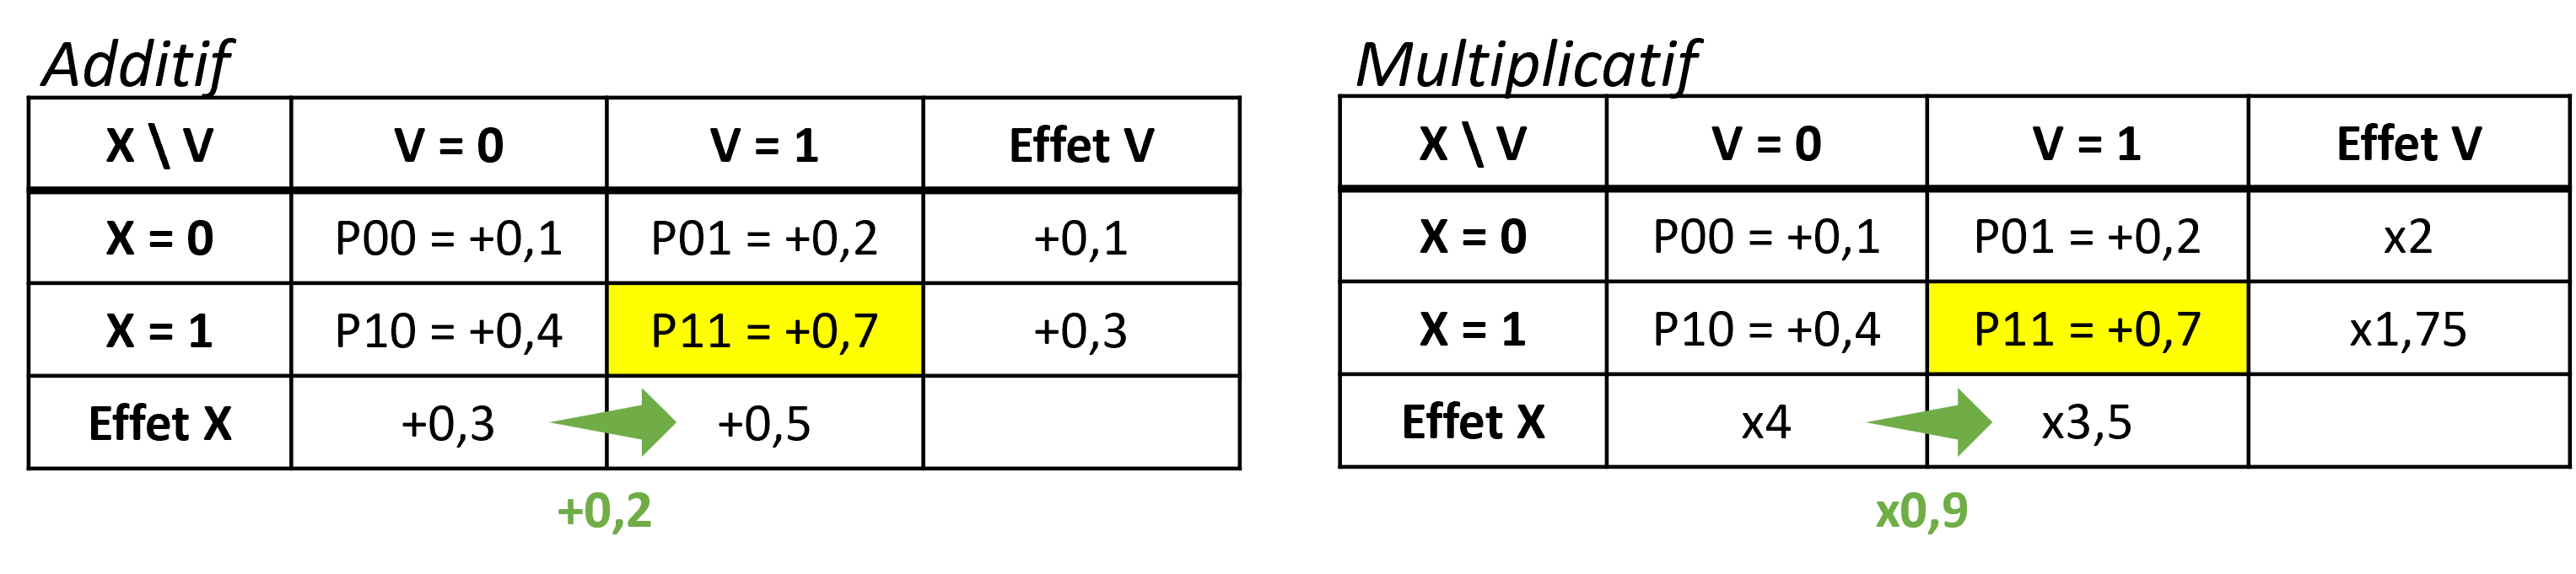 Additif
X \ V V = 0 V = 1 Effet V
X = 0 P00 = +0,1 P01 = +0,2 +0,1
X = 1 P10 = +0,4 P11 = +0,7 +0,3
Effet X +0,3 +0,5
+0,2
Multiplicatif
X \ V V = 0 V = 1 Effet V
X = 0 P00 = +0,1 P01 = +0,2 x2
X = 1 P10 = +0,4 P11 = +0,7 x1,75
Effet X x4 x3,5
x0,9